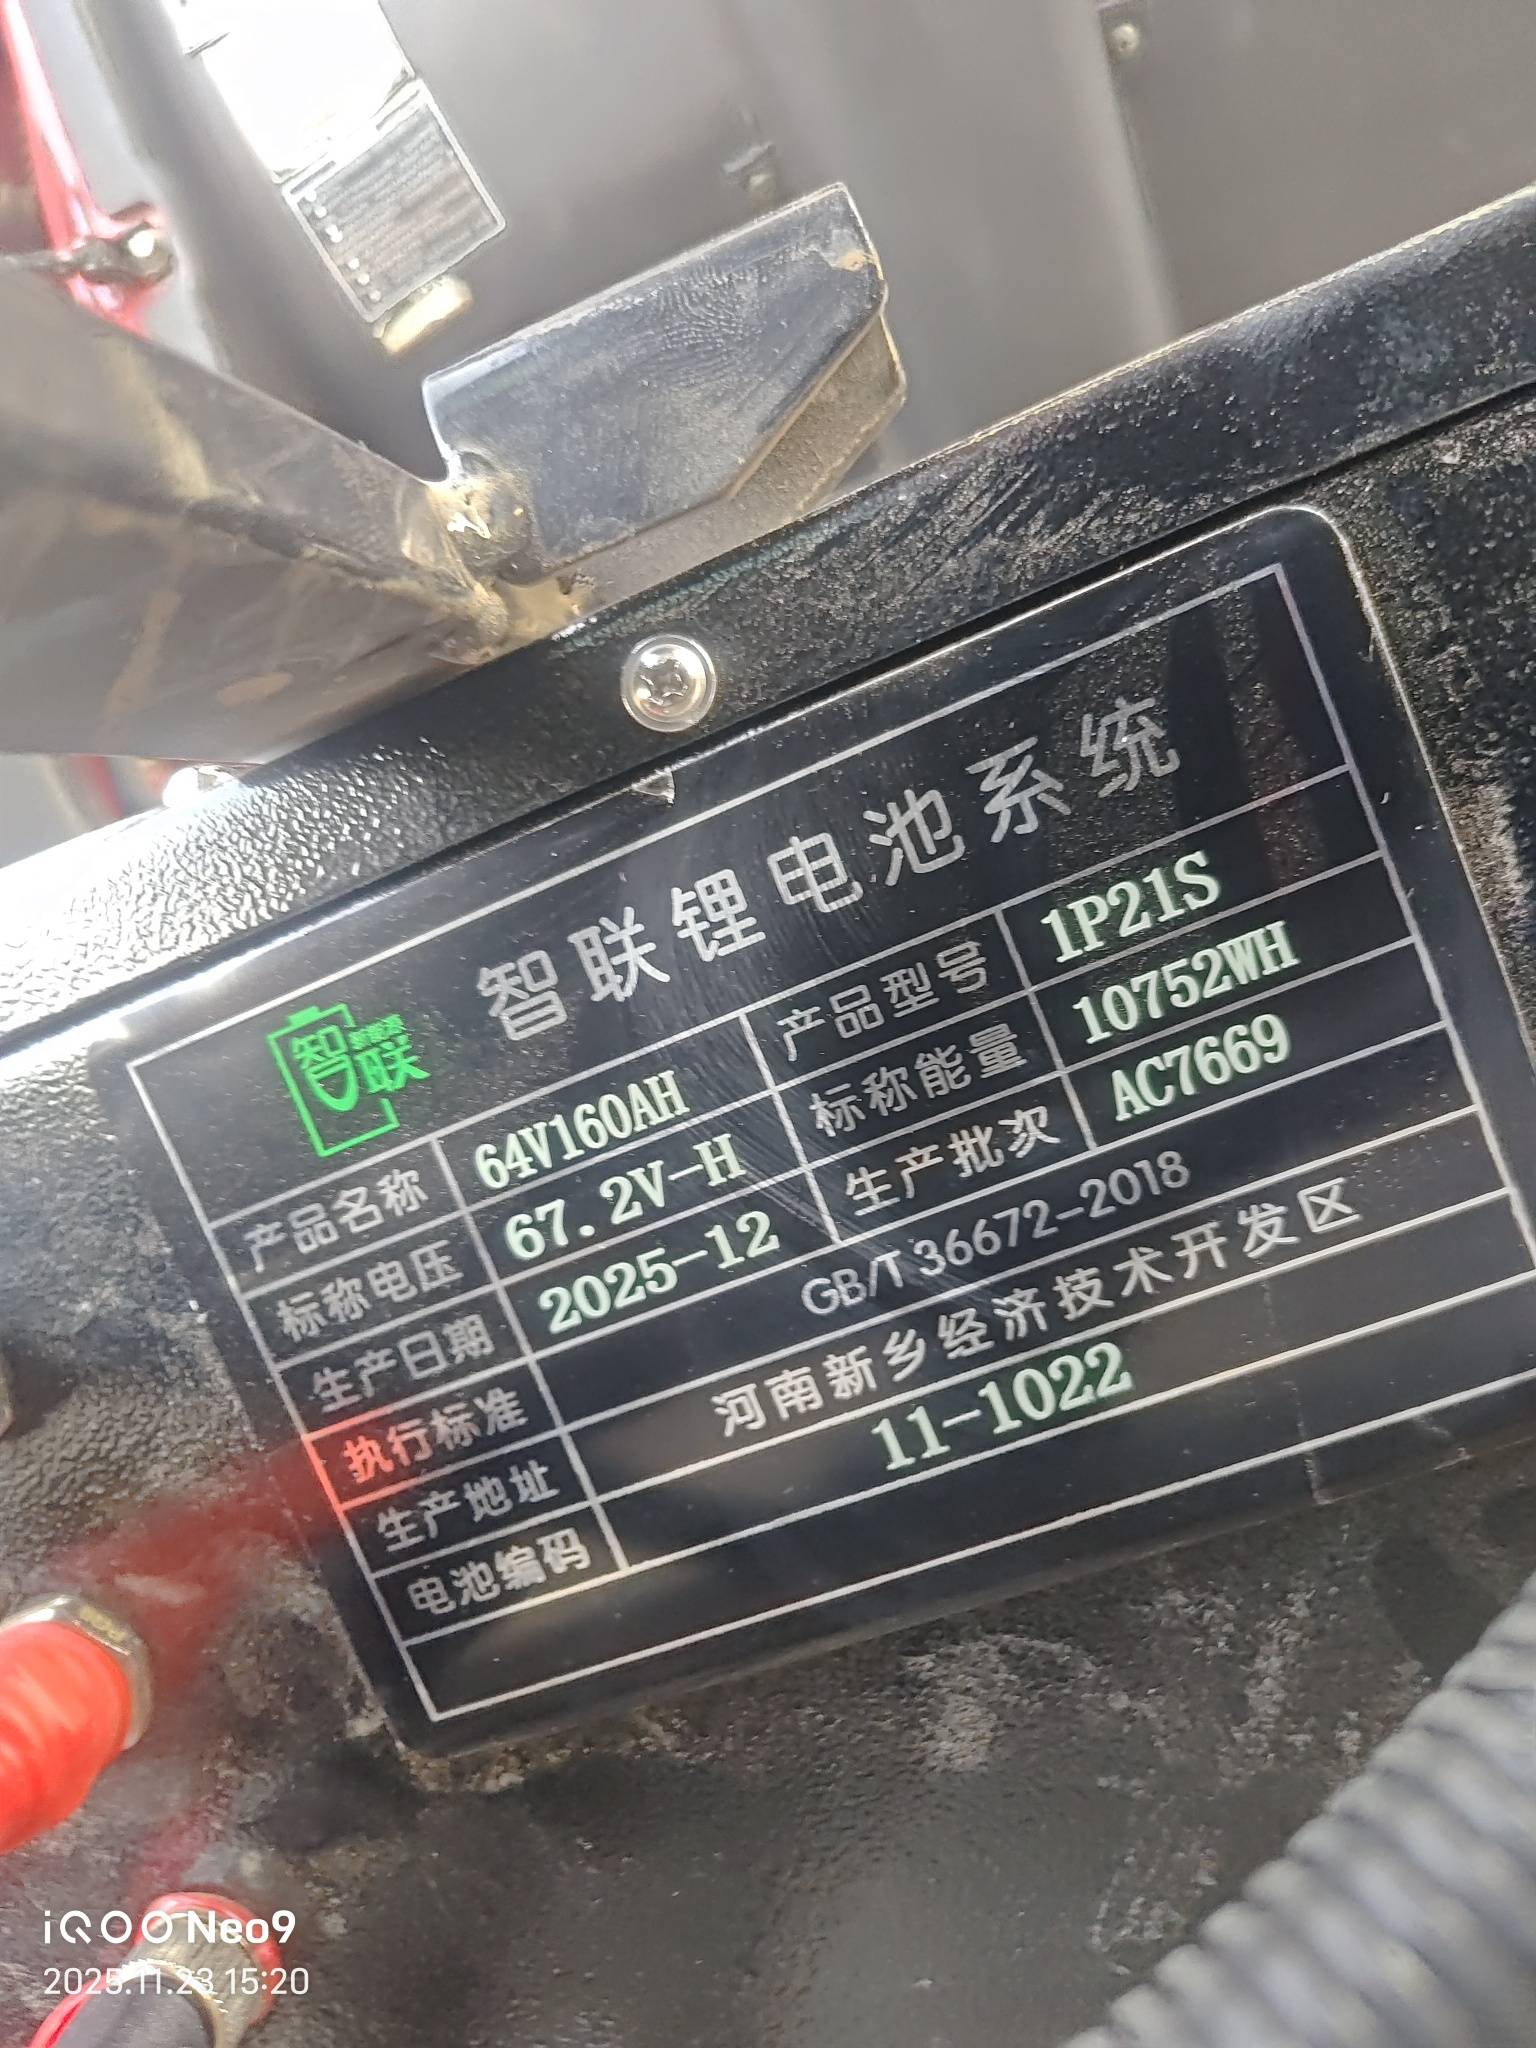 智联
新能源
智联锂电池系统
产品名称 64V160AH 产品型号 1P21S
标称电压 67.2V-H 标称能量 10752WH
生产日期 2025-12 生产批次 AC7669
执行标准 GB/T 36672-2018
生产地址 河南新乡经济技术开发区
电池编码 11-1022
iQOO Neo9
2025.11.23 15:20